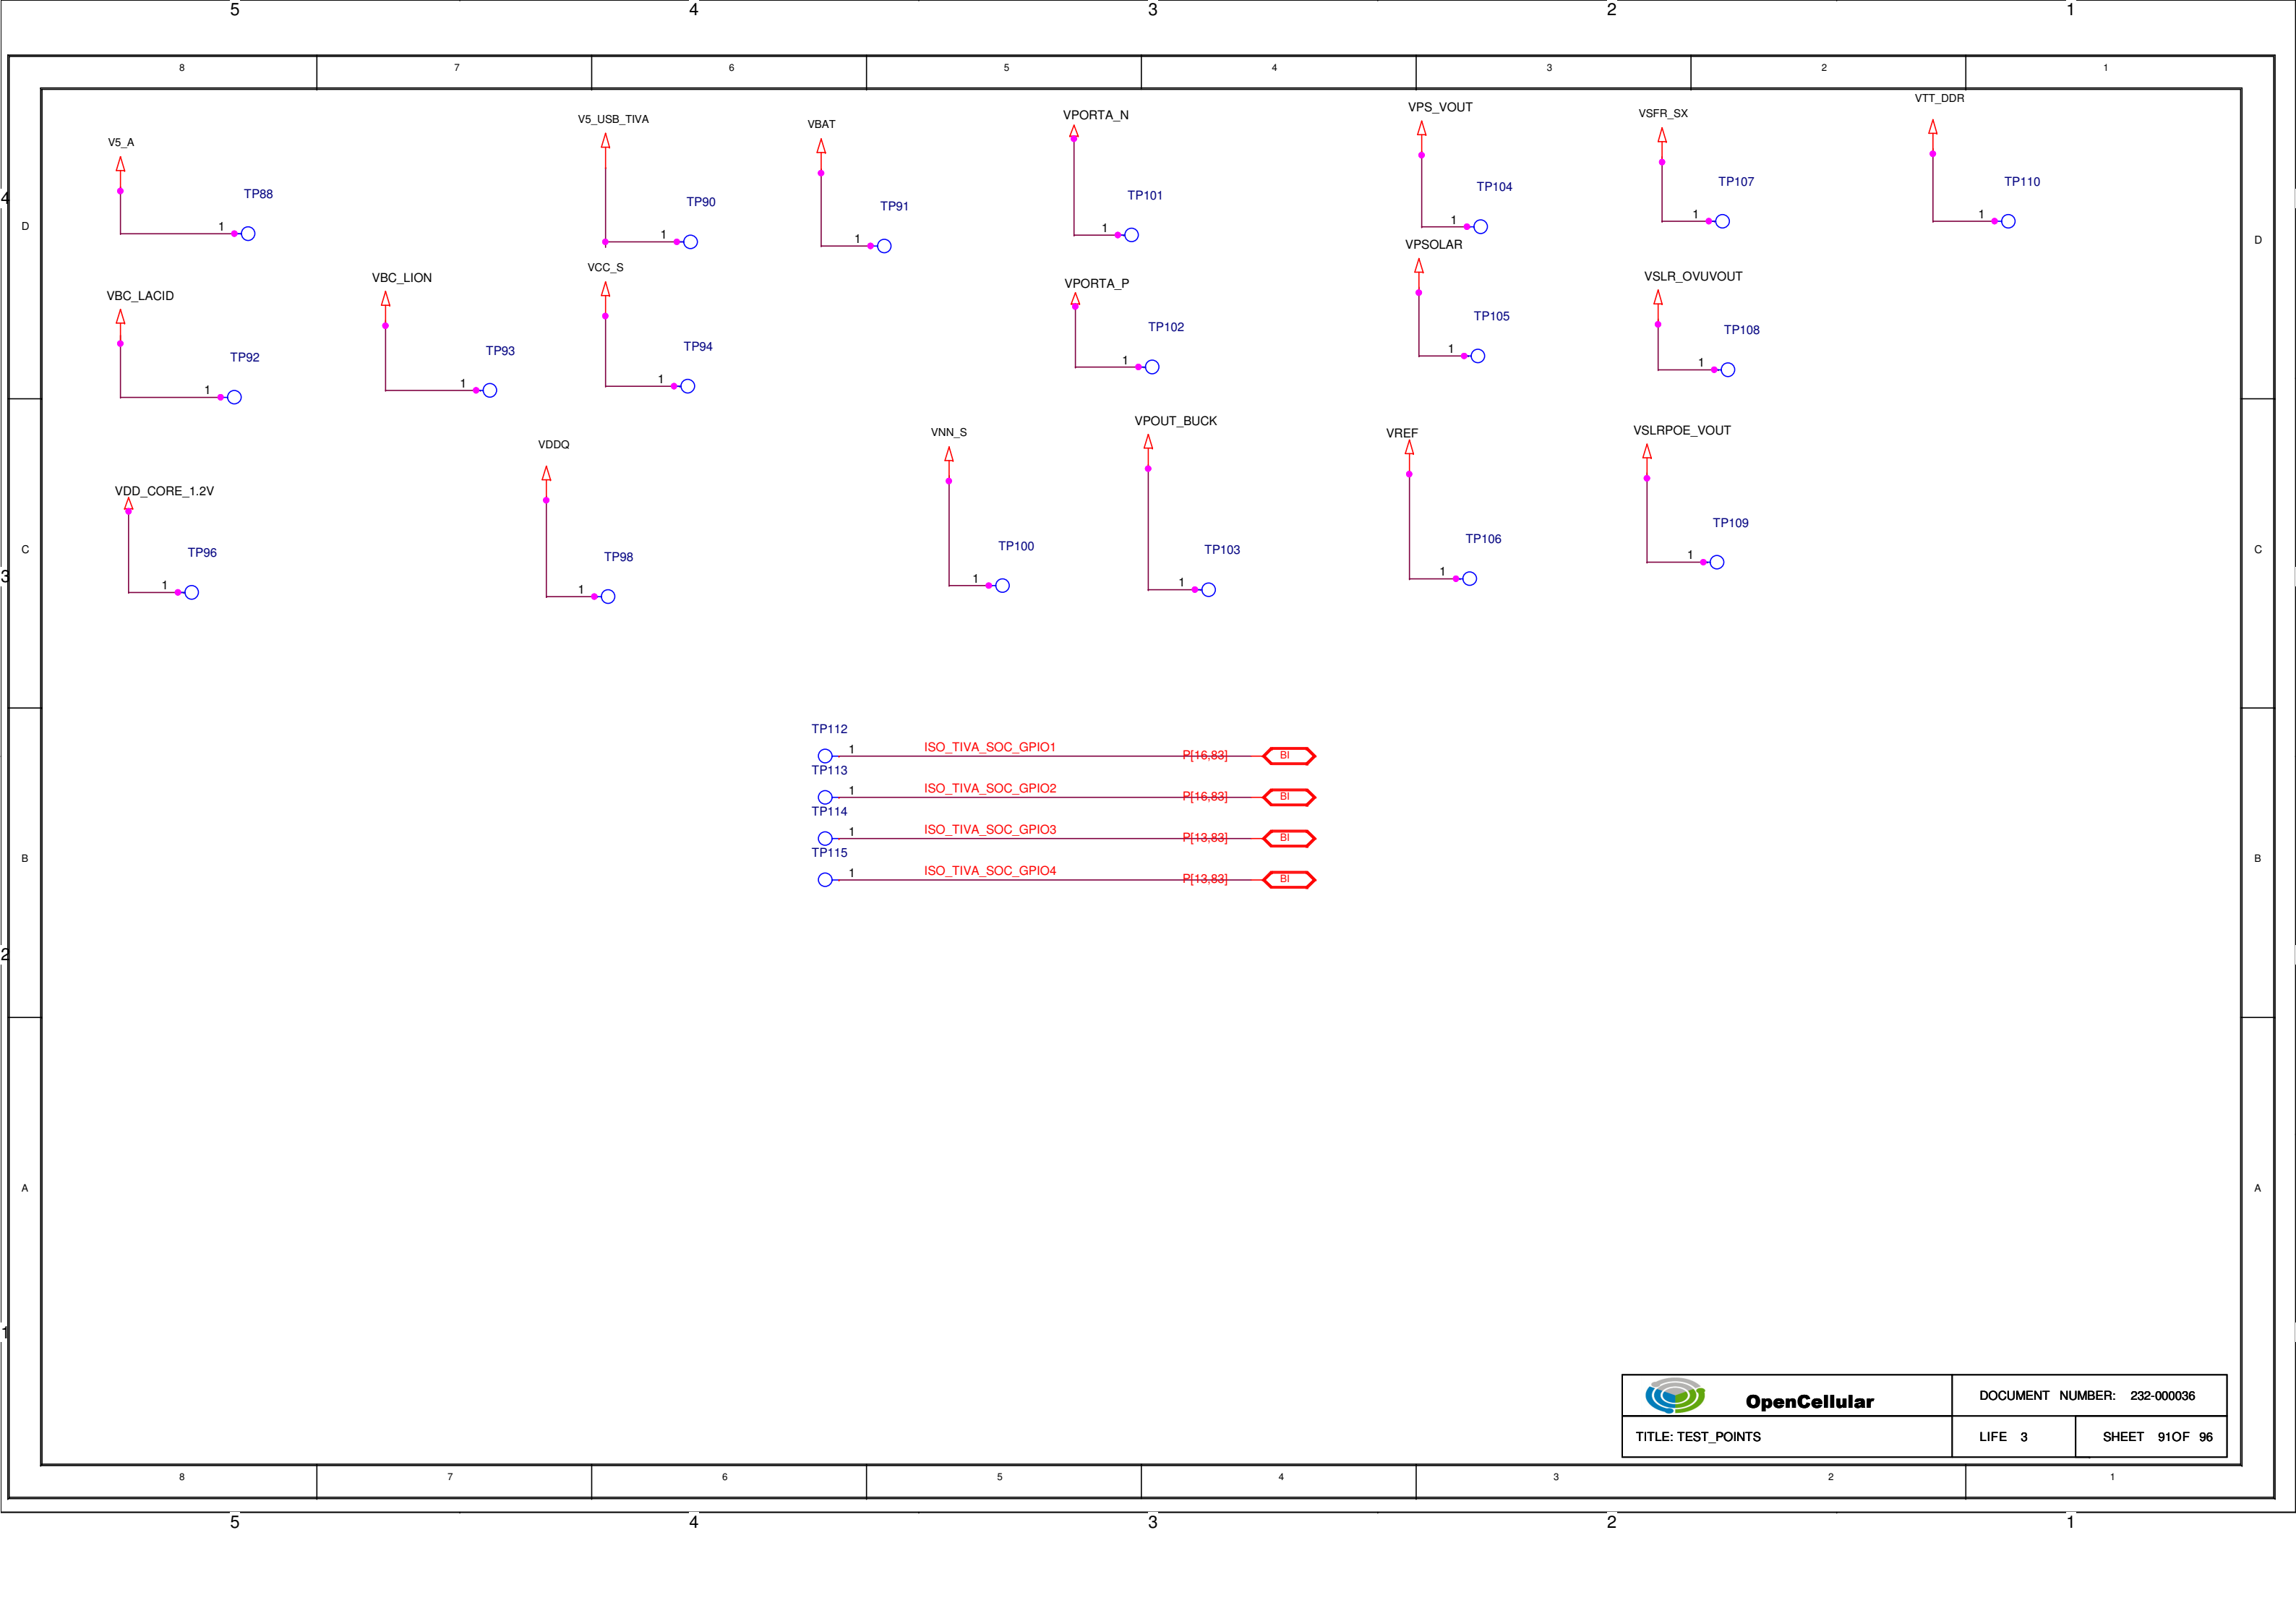 5 4 3 2 1
8 7 6 5 4 3 2 1
V5_A
V5_USB_TIVA
VBAT
VPORTA_N
VPS_VOUT
VSFR_SX
VTT_DDR
4
D
D
TP88
1
TP90
1
TP91
1
TP101
1
TP104
1
TP107
1
TP110
1
VBC_LACID
VBC_LION
VCC_S
VPORTA_P
VPSOLAR
VSLR_OVUVOUT
TP92
1
TP93
1
TP94
1
TP102
1
TP105
1
TP108
1
VDD_CORE_1.2V
VDDQ
VNN_S
VPOUT_BUCK
VREF
VSLRPOE_VOUT
C
C
3
TP96
1
TP98
1
TP100
1
TP103
1
TP106
1
TP109
1
TP112
1 ISO_TIVA_SOC_GPIO1 P[16,83] BI
TP113
1 ISO_TIVA_SOC_GPIO2 P[16,83] BI
TP114
1 ISO_TIVA_SOC_GPIO3 P[13,83] BI
TP115
1 ISO_TIVA_SOC_GPIO4 P[13,83] BI
B
B
2
A
A
1
OpenCellular
DOCUMENT NUMBER: 232-000036
TITLE: TEST_POINTS
LIFE 3
SHEET 91OF 96
8 7 6 5 4 3 2 1
5 4 3 2 1